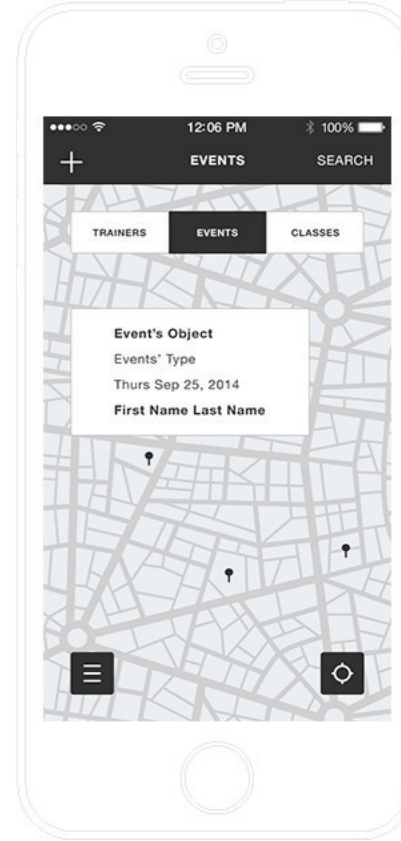 12:06 PM 100%
EVENTS SEARCH
TRAINERS EVENTS CLASSES
Event's Object
Events' Type
Thurs Sep 25, 2014
First Name Last Name